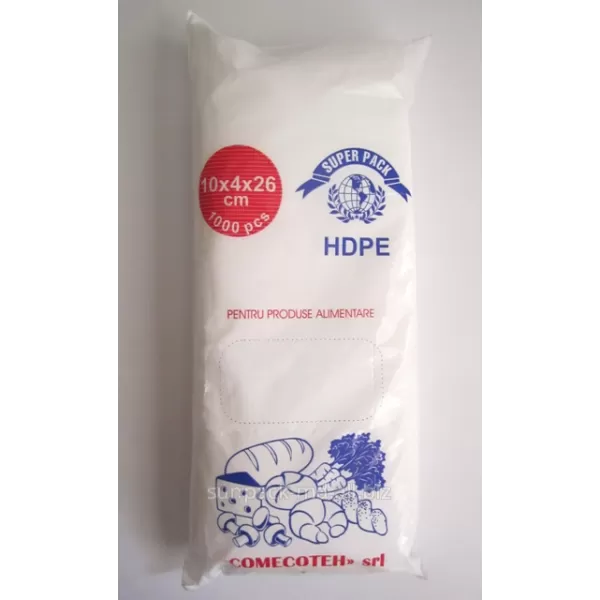 SUPER PACK
10x4x26
cm
1000 pcs
HDPE
PENTRU PRODUSE ALIMENTARE
COMECOTEH» srl